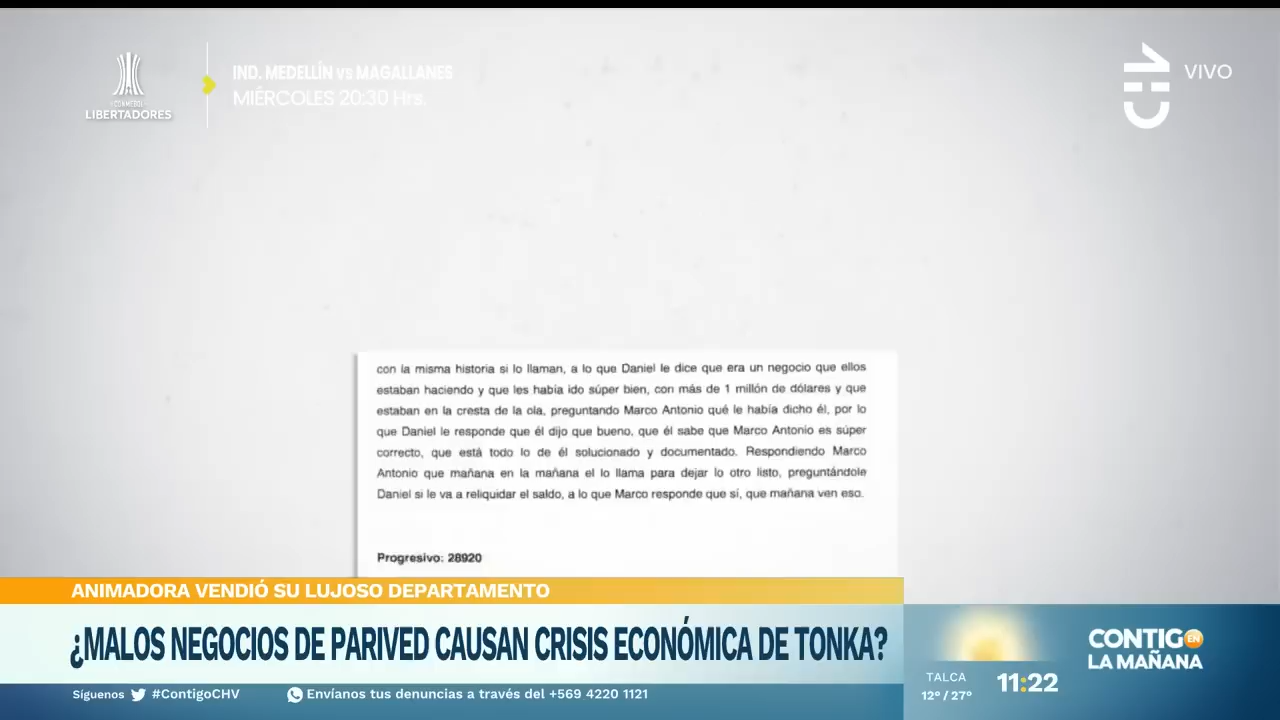 IND. MEDELLÍN vs MAGALLANES
MIÉRCOLES 20:30 Hrs.
CONMEBOL
LIBERTADORES
CHV
VIVO
con la misma historia si lo llaman, a lo que Daniel le dice que era un negocio que ellos
estaban haciendo y que les había ido súper bien, con más de 1 millón de dólares y que
estaban en la cresta de la ola, preguntando Marco Antonio qué le había dicho él, por lo
que Daniel le responde que él dijo que bueno, que él sabe que Marco Antonio es súper
correcto, que está todo lo de él solucionado y documentado. Respondiendo Marco
Antonio que mañana en la mañana el lo llama para dejar lo otro listo, preguntándole
Daniel si le va a reliquidar el saldo, a lo que Marco responde que sí, que mañana ven eso.
Progresivo: 28920
ANIMADORA VENDIÓ SU LUJOSO DEPARTAMENTO
¿MALOS NEGOCIOS DE PARIVED CAUSAN CRISIS ECONÓMICA DE TONKA?
Síguenos #ContigoCHV Envíanos tus denuncias a través del +569 4220 1121
TALCA
12° / 27°
11:22
CONTIGO EN
LA MAÑANA